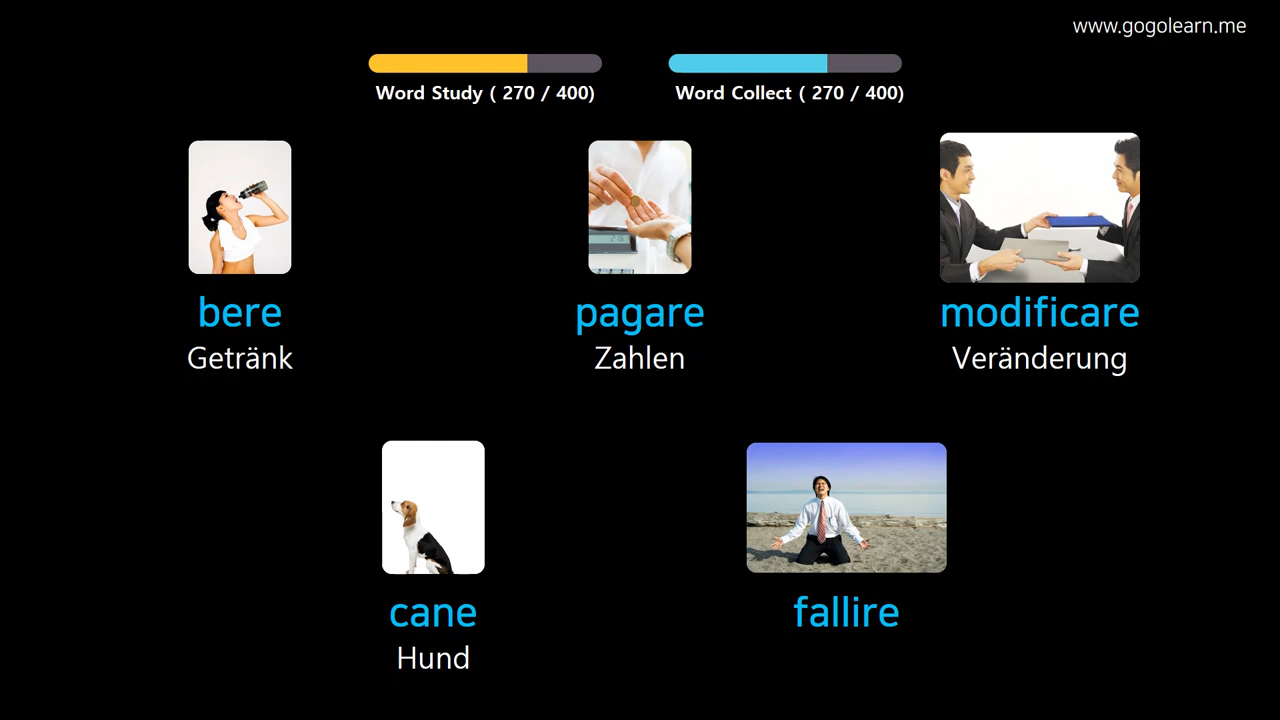 www.gogolearn.me
Word Study ( 270 / 400)
Word Collect ( 270 / 400)
bere
Getränk
pagare
Zahlen
modificare
Veränderung
cane
Hund
fallire